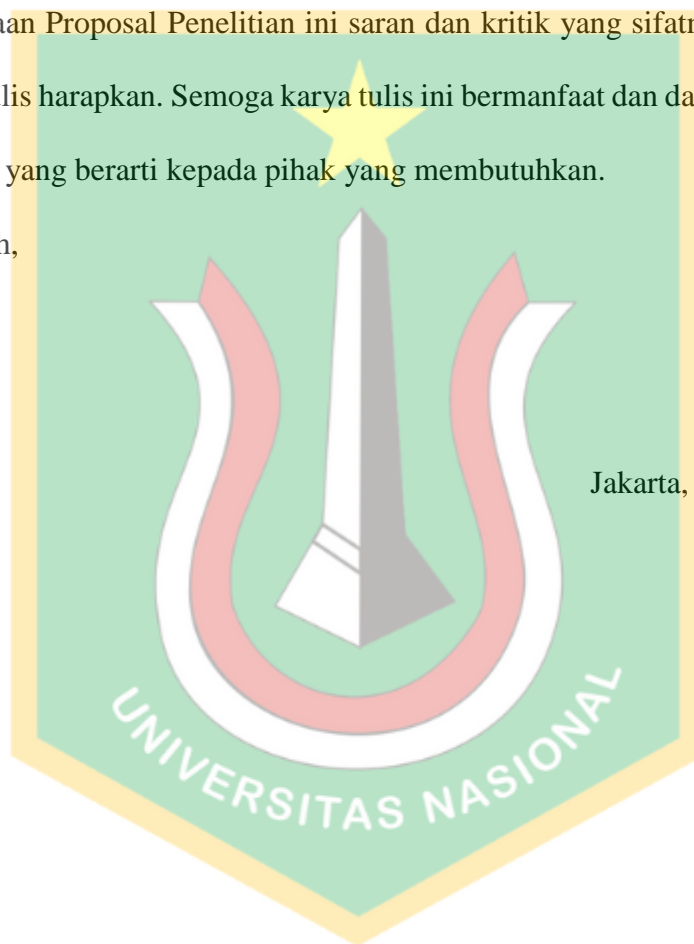 aan Proposal Penelitian ini saran dan kritik yang sifatn
lis harapkan. Semoga karya tulis ini bermanfaat dan da
yang berarti kepada pihak yang membutuhkan.
n,
Jakarta,
UNIVERSITAS NASIONAL